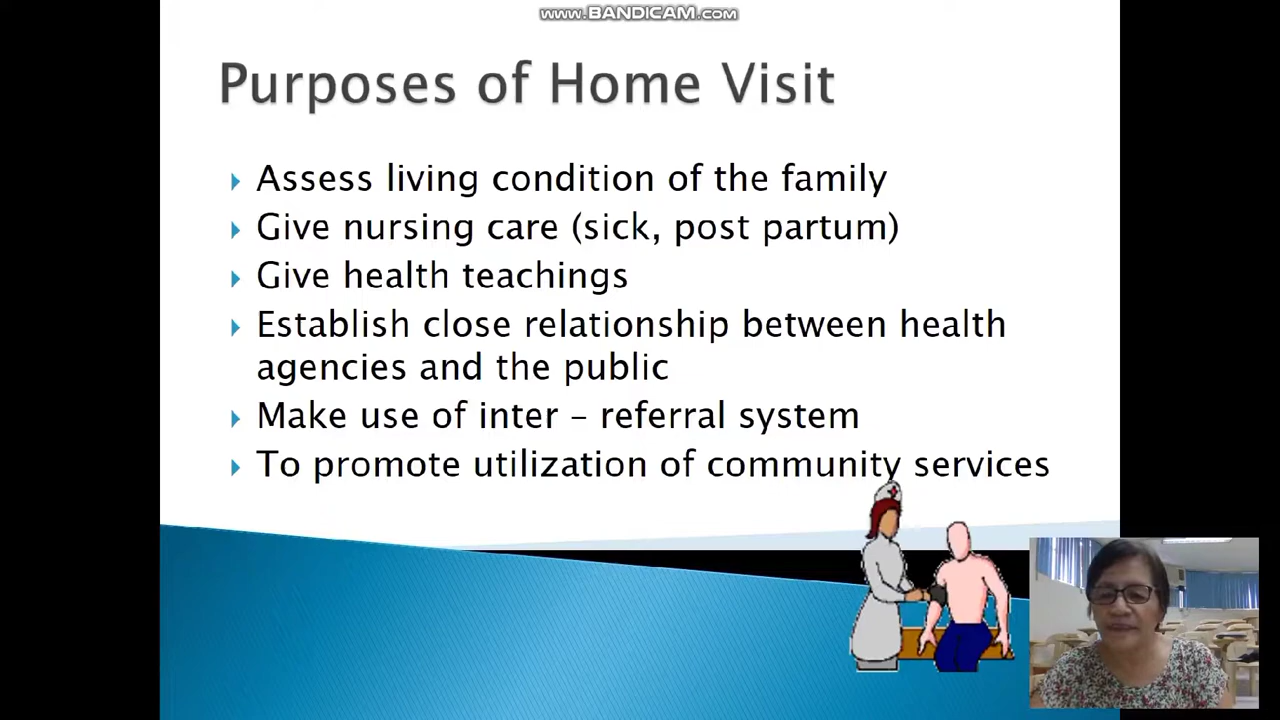 www.BANDICAM.com
Purposes of Home Visit
Assess living condition of the family
Give nursing care (sick, post partum)
Give health teachings
Establish close relationship between health
agencies and the public
Make use of inter – referral system
To promote utilization of community services